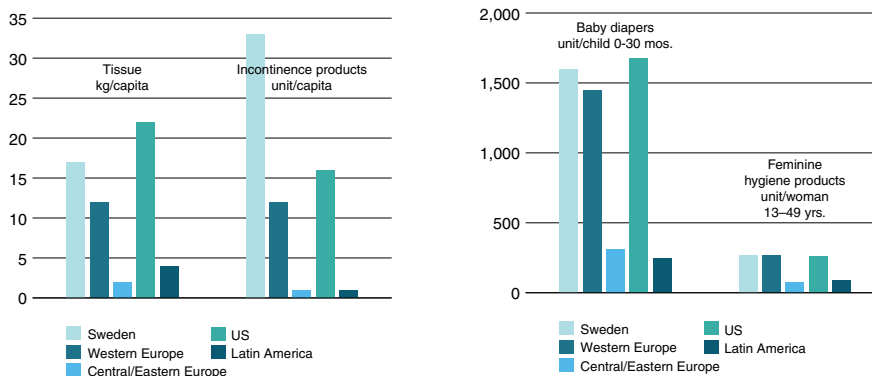 35
30
25
20
15
10
5
0
Tissue
kg/capita
Incontinence products
unit/capita
Sweden
Western Europe
Central/Eastern Europe
US
Latin America
2,000
1,500
1,000
500
0
Baby diapers
unit/child 0-30 mos.
Feminine
hygiene products
unit/woman
13–49 yrs.
Sweden
Western Europe
Central/Eastern Europe
US
Latin America